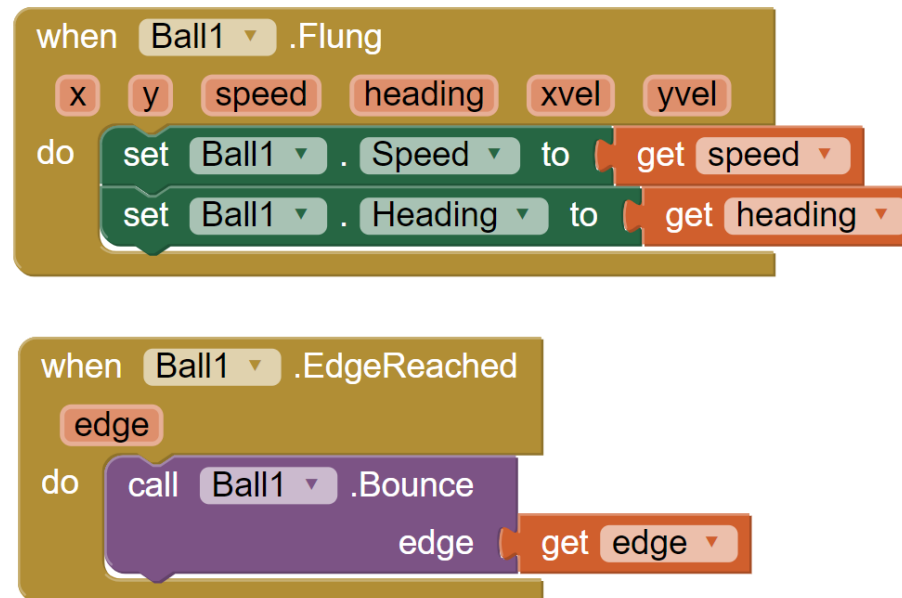 when Ball1 .Flung
x y speed heading xvel yvel
do set Ball1 . Speed to get speed
set Ball1 . Heading to get heading
when Ball1 .EdgeReached
edge
do call Ball1 .Bounce
edge get edge